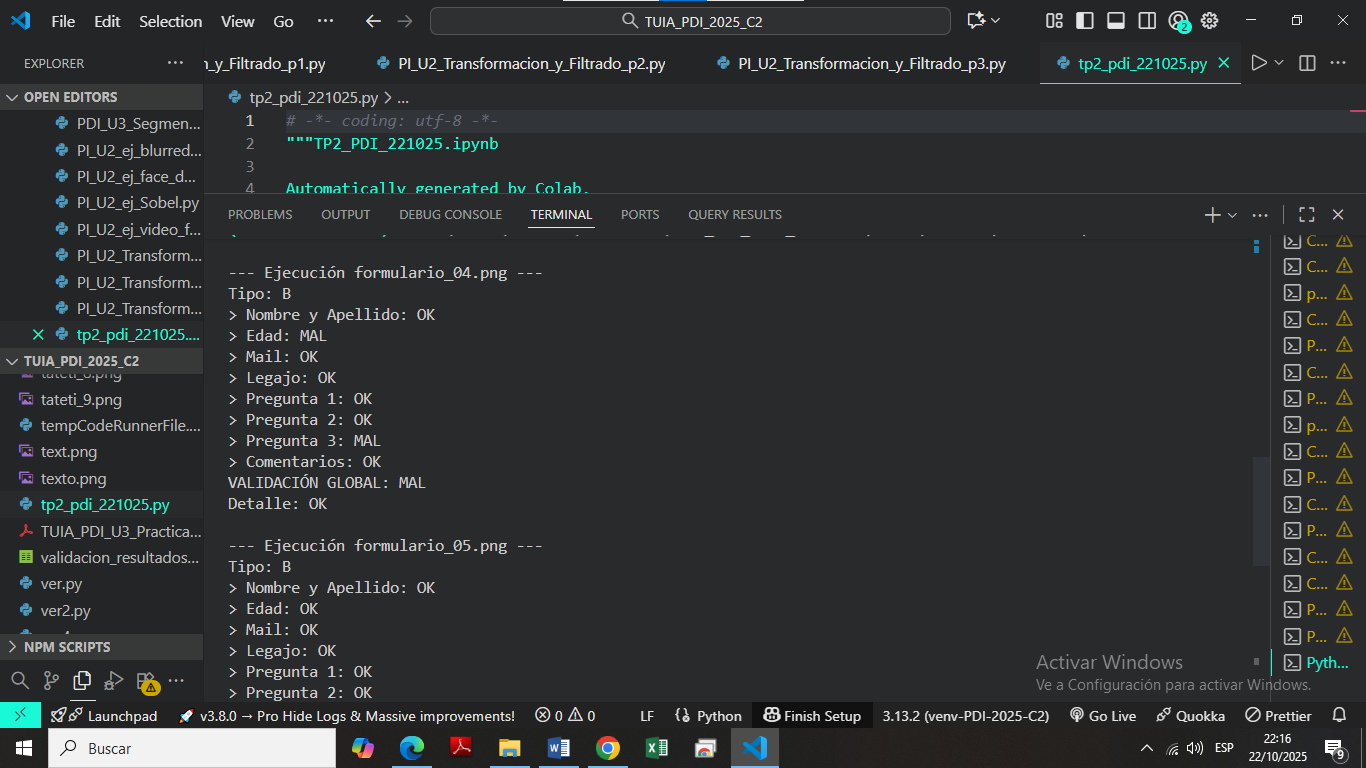 File Edit Selection View Go ··· TUIA_PDI_2025_C2 2
EXPLORER ···
n_y_Filtrado_p1.py PI_U2_Transformacion_y_Filtrado_p2.py PI_U2_Transformacion_y_Filtrado_p3.py tp2_pdi_221025.py
OPEN EDITORS
PDI_U3_Segmen...
PI_U2_ej_blurred...
PI_U2_ej_face_d...
PI_U2_ej_Sobel.py
PI_U2_ej_video_f...
PI_U2_Transform...
PI_U2_Transform...
PI_U2_Transform...
tp2_pdi_221025....
TUIA_PDI_2025_C2
tateti_9.png
tempCodeRunnerFile....
text.png
texto.png
tp2_pdi_221025.py
TUIA_PDI_U3_Practica...
validacion_resultados...
ver.py
ver2.py
NPM SCRIPTS
tp2_pdi_221025.py > ...
1 # -*- coding: utf-8 -*-
2 """TP2_PDI_221025.ipynb
3
4 Automatically generated by Colab.
PROBLEMS OUTPUT DEBUG CONSOLE TERMINAL PORTS QUERY RESULTS
--- Ejecución formulario_04.png ---
Tipo: B
> Nombre y Apellido: OK
> Edad: MAL
> Mail: OK
> Legajo: OK
> Pregunta 1: OK
> Pregunta 2: OK
> Pregunta 3: MAL
> Comentarios: OK
VALIDACIÓN GLOBAL: MAL
Detalle: OK
--- Ejecución formulario_05.png ---
Tipo: B
> Nombre y Apellido: OK
> Edad: OK
> Mail: OK
> Legajo: OK
> Pregunta 1: OK
> Pregunta 2: OK
C...
C...
p...
C...
P...
C...
P...
p...
C...
P...
C...
P...
C...
C...
P...
P...
Pyth...
Activar Windows
Ve a Configuración para activar Windows.
Launchpad v3.8.0 → Pro Hide Logs & Massive improvements! 0 0 LF Python Finish Setup 3.13.2 (venv-PDI-2025-C2) Go Live Quokka Prettier
Buscar ESP 22:16
22/10/2025 9